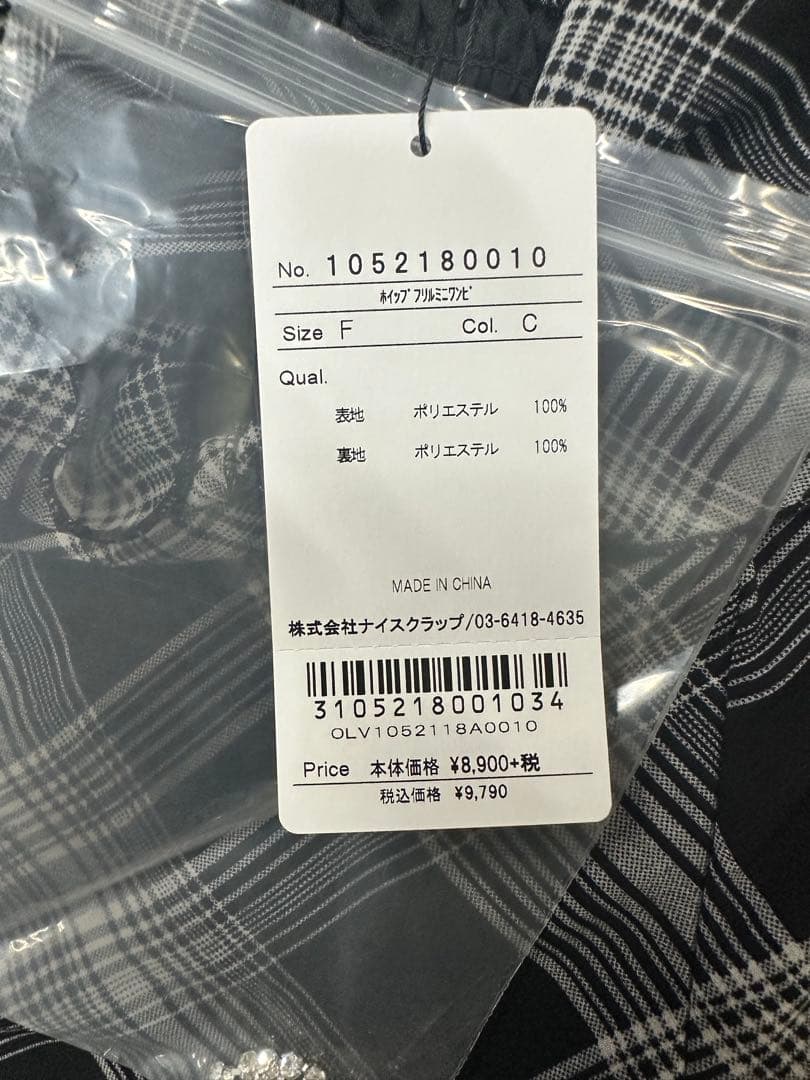 No. 1052180010
ﾎｲｯﾌﾟﾌﾘﾙﾐﾆﾜﾝﾋﾟ
Size F Col. C
Qual.
表地 ポリエステル 100%
裏地 ポリエステル 100%
MADE IN CHINA
株式会社ナイスクラップ/03-6418-4635
3105218001034
OLV1052118A0010
Price 本体価格 ¥8,900+税
税込価格 ¥9,790